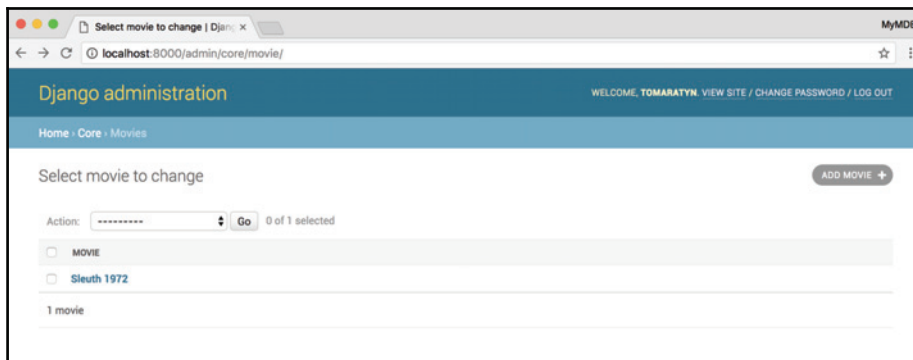 Select movie to change | Djang
MyMDB
localhost:8000/admin/core/movie/
Django administration
WELCOME, TOMARATYN. VIEW SITE / CHANGE PASSWORD / LOG OUT
Home › Core › Movies
Select movie to change
ADD MOVIE +
Action: --------- Go 0 of 1 selected
MOVIE
Sleuth 1972
1 movie